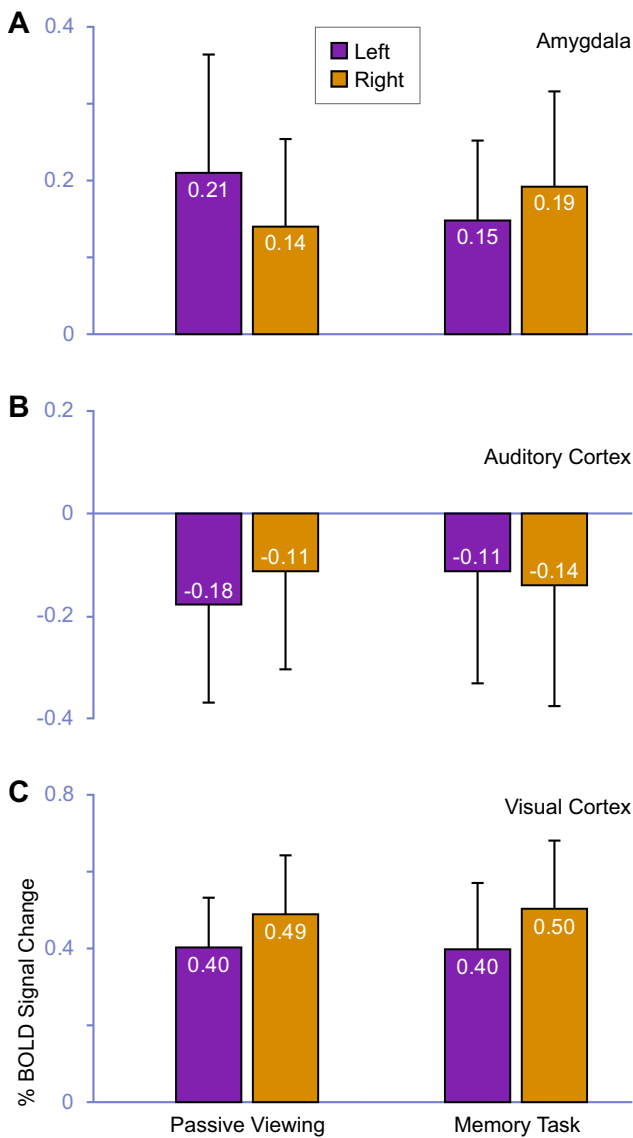 A
0.4
Left
Right
Amygdala
0.2
0.21
0.14
0.15
0.19
0
B
0.2
Auditory Cortex
0
-0.18
-0.11
-0.11
-0.14
-0.2
-0.4
C
0.8
Visual Cortex
% BOLD Signal Change
0.4
0.40
0.49
0.40
0.50
0
Passive Viewing
Memory Task